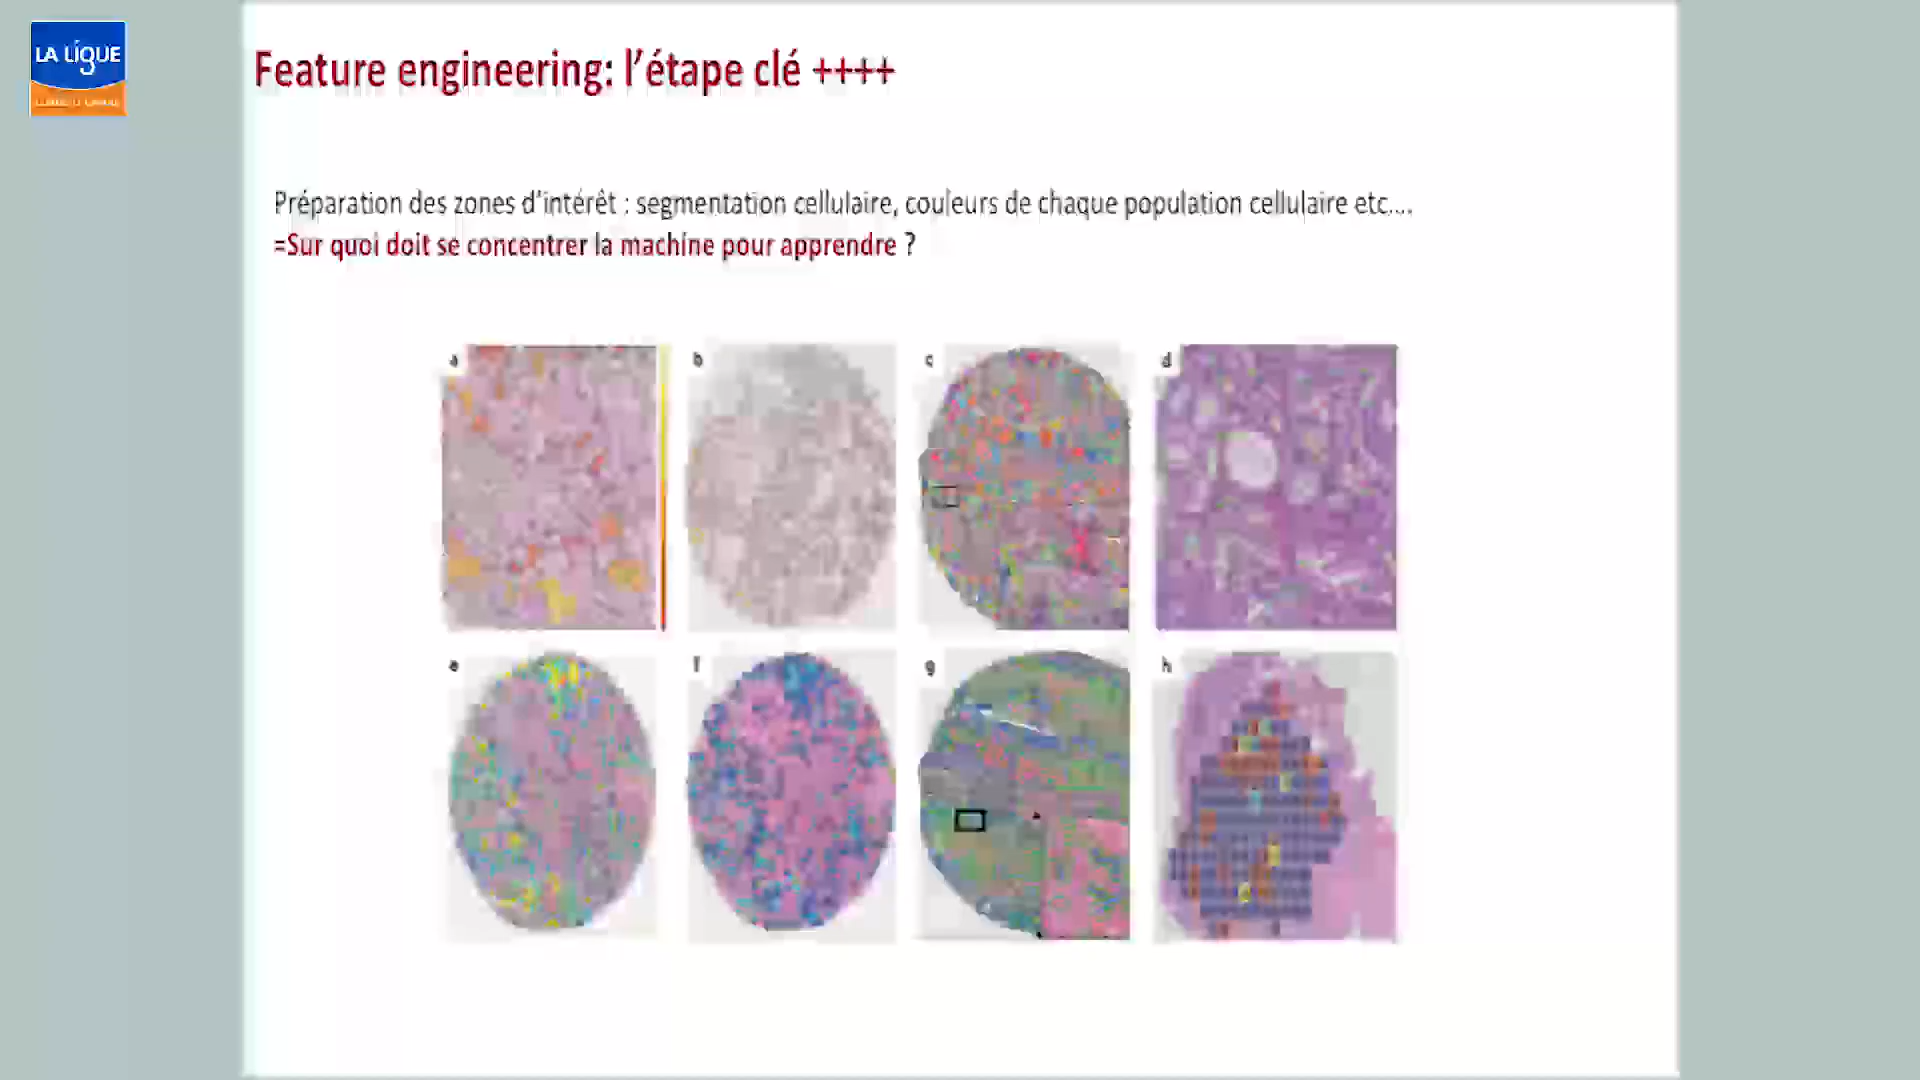 LA LIGUE
Feature engineering: l'étape clé ++++
Préparation des zones d'intérêt : segmentation cellulaire, couleurs de chaque population cellulaire etc....
=Sur quoi doit se concentrer la machine pour apprendre ?
a b c d
e f g h